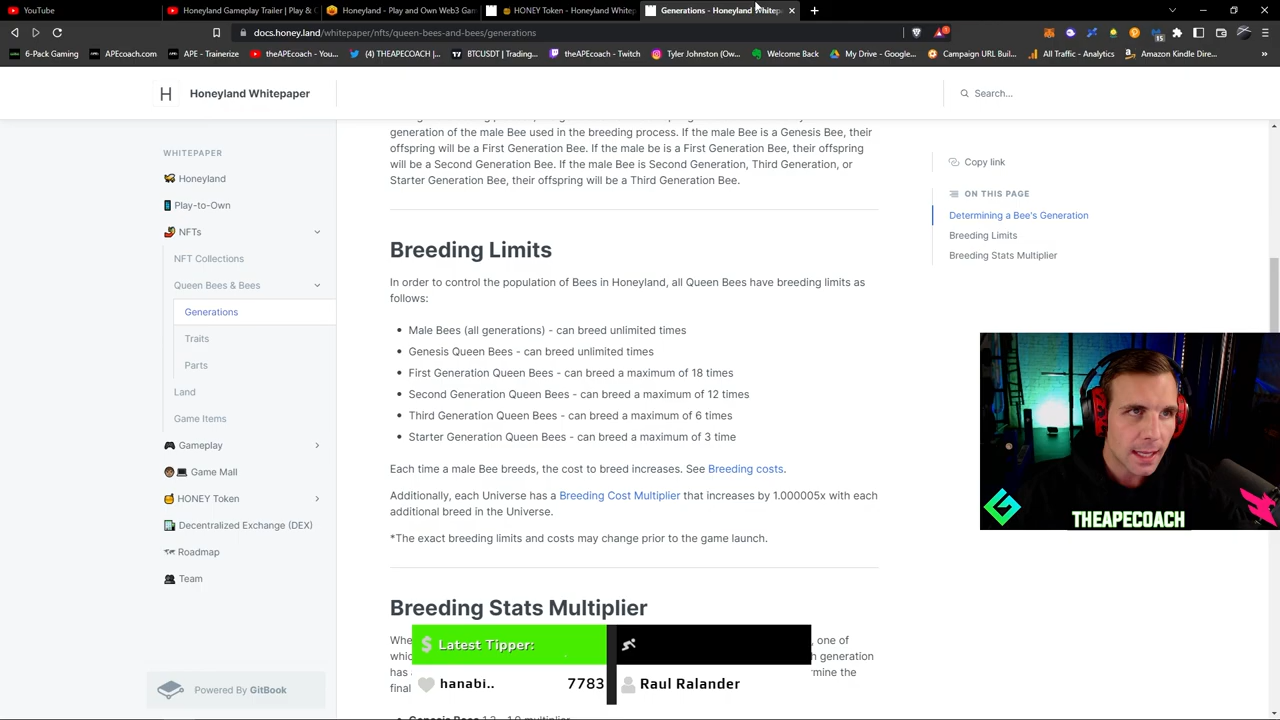 YouTube
Honeyland Gameplay Trailer | Play & (
Honeyland - Play and Own Web3 Gam
HONEY Token - Honeyland Whitep
Generations - Honeyland Whitep
docs.honey.land/whitepaper/nfts/queen-bees-and-bees/generations
6-Pack Gaming
APEcoach.com
APE - Trainerize
theAPEcoach - You...
(4) THEAPECOACH |...
BTCUSDT | Tradingv...
theAPEcoach - Twitch
Tyler Johnston (Ow...
Welcome Back
My Drive - Google...
Campaign URL Buil...
All Traffic - Analytics
Amazon Kindle Direc...
H
Honeyland Whitepaper
Search...
WHITEPAPER
Honeyland
Play-to-Own
NFTs
NFT Collections
Queen Bees & Bees
Generations
Traits
Parts
Land
Game Items
Gameplay
Game Mall
HONEY Token
Decentralized Exchange (DEX)
Roadmap
Team
Powered By GitBook
generation of the male Bee used in the breeding process. If the male Bee is a Genesis Bee, their
offspring will be a First Generation Bee. If the male be is a First Generation Bee, their offspring
will be a Second Generation Bee. If the male Bee is Second Generation, Third Generation, or
Starter Generation Bee, their offspring will be a Third Generation Bee.
Breeding Limits
In order to control the population of Bees in Honeyland, all Queen Bees have breeding limits as
follows:
• Male Bees (all generations) - can breed unlimited times
• Genesis Queen Bees - can breed unlimited times
• First Generation Queen Bees - can breed a maximum of 18 times
• Second Generation Queen Bees - can breed a maximum of 12 times
• Third Generation Queen Bees - can breed a maximum of 6 times
• Starter Generation Queen Bees - can breed a maximum of 3 time
Each time a male Bee breeds, the cost to breed increases. See Breeding costs.
Additionally, each Universe has a Breeding Cost Multiplier that increases by 1.000005x with each
additional breed in the Universe.
*The exact breeding limits and costs may change prior to the game launch.
Breeding Stats Multiplier
, one of
generation
has
rmine the
final
Copy link
ON THIS PAGE
Determining a Bee's Generation
Breeding Limits
Breeding Stats Multiplier
THEAPECOACH
$ Latest Tipper:
hanabi.. 7783
Raul Ralander